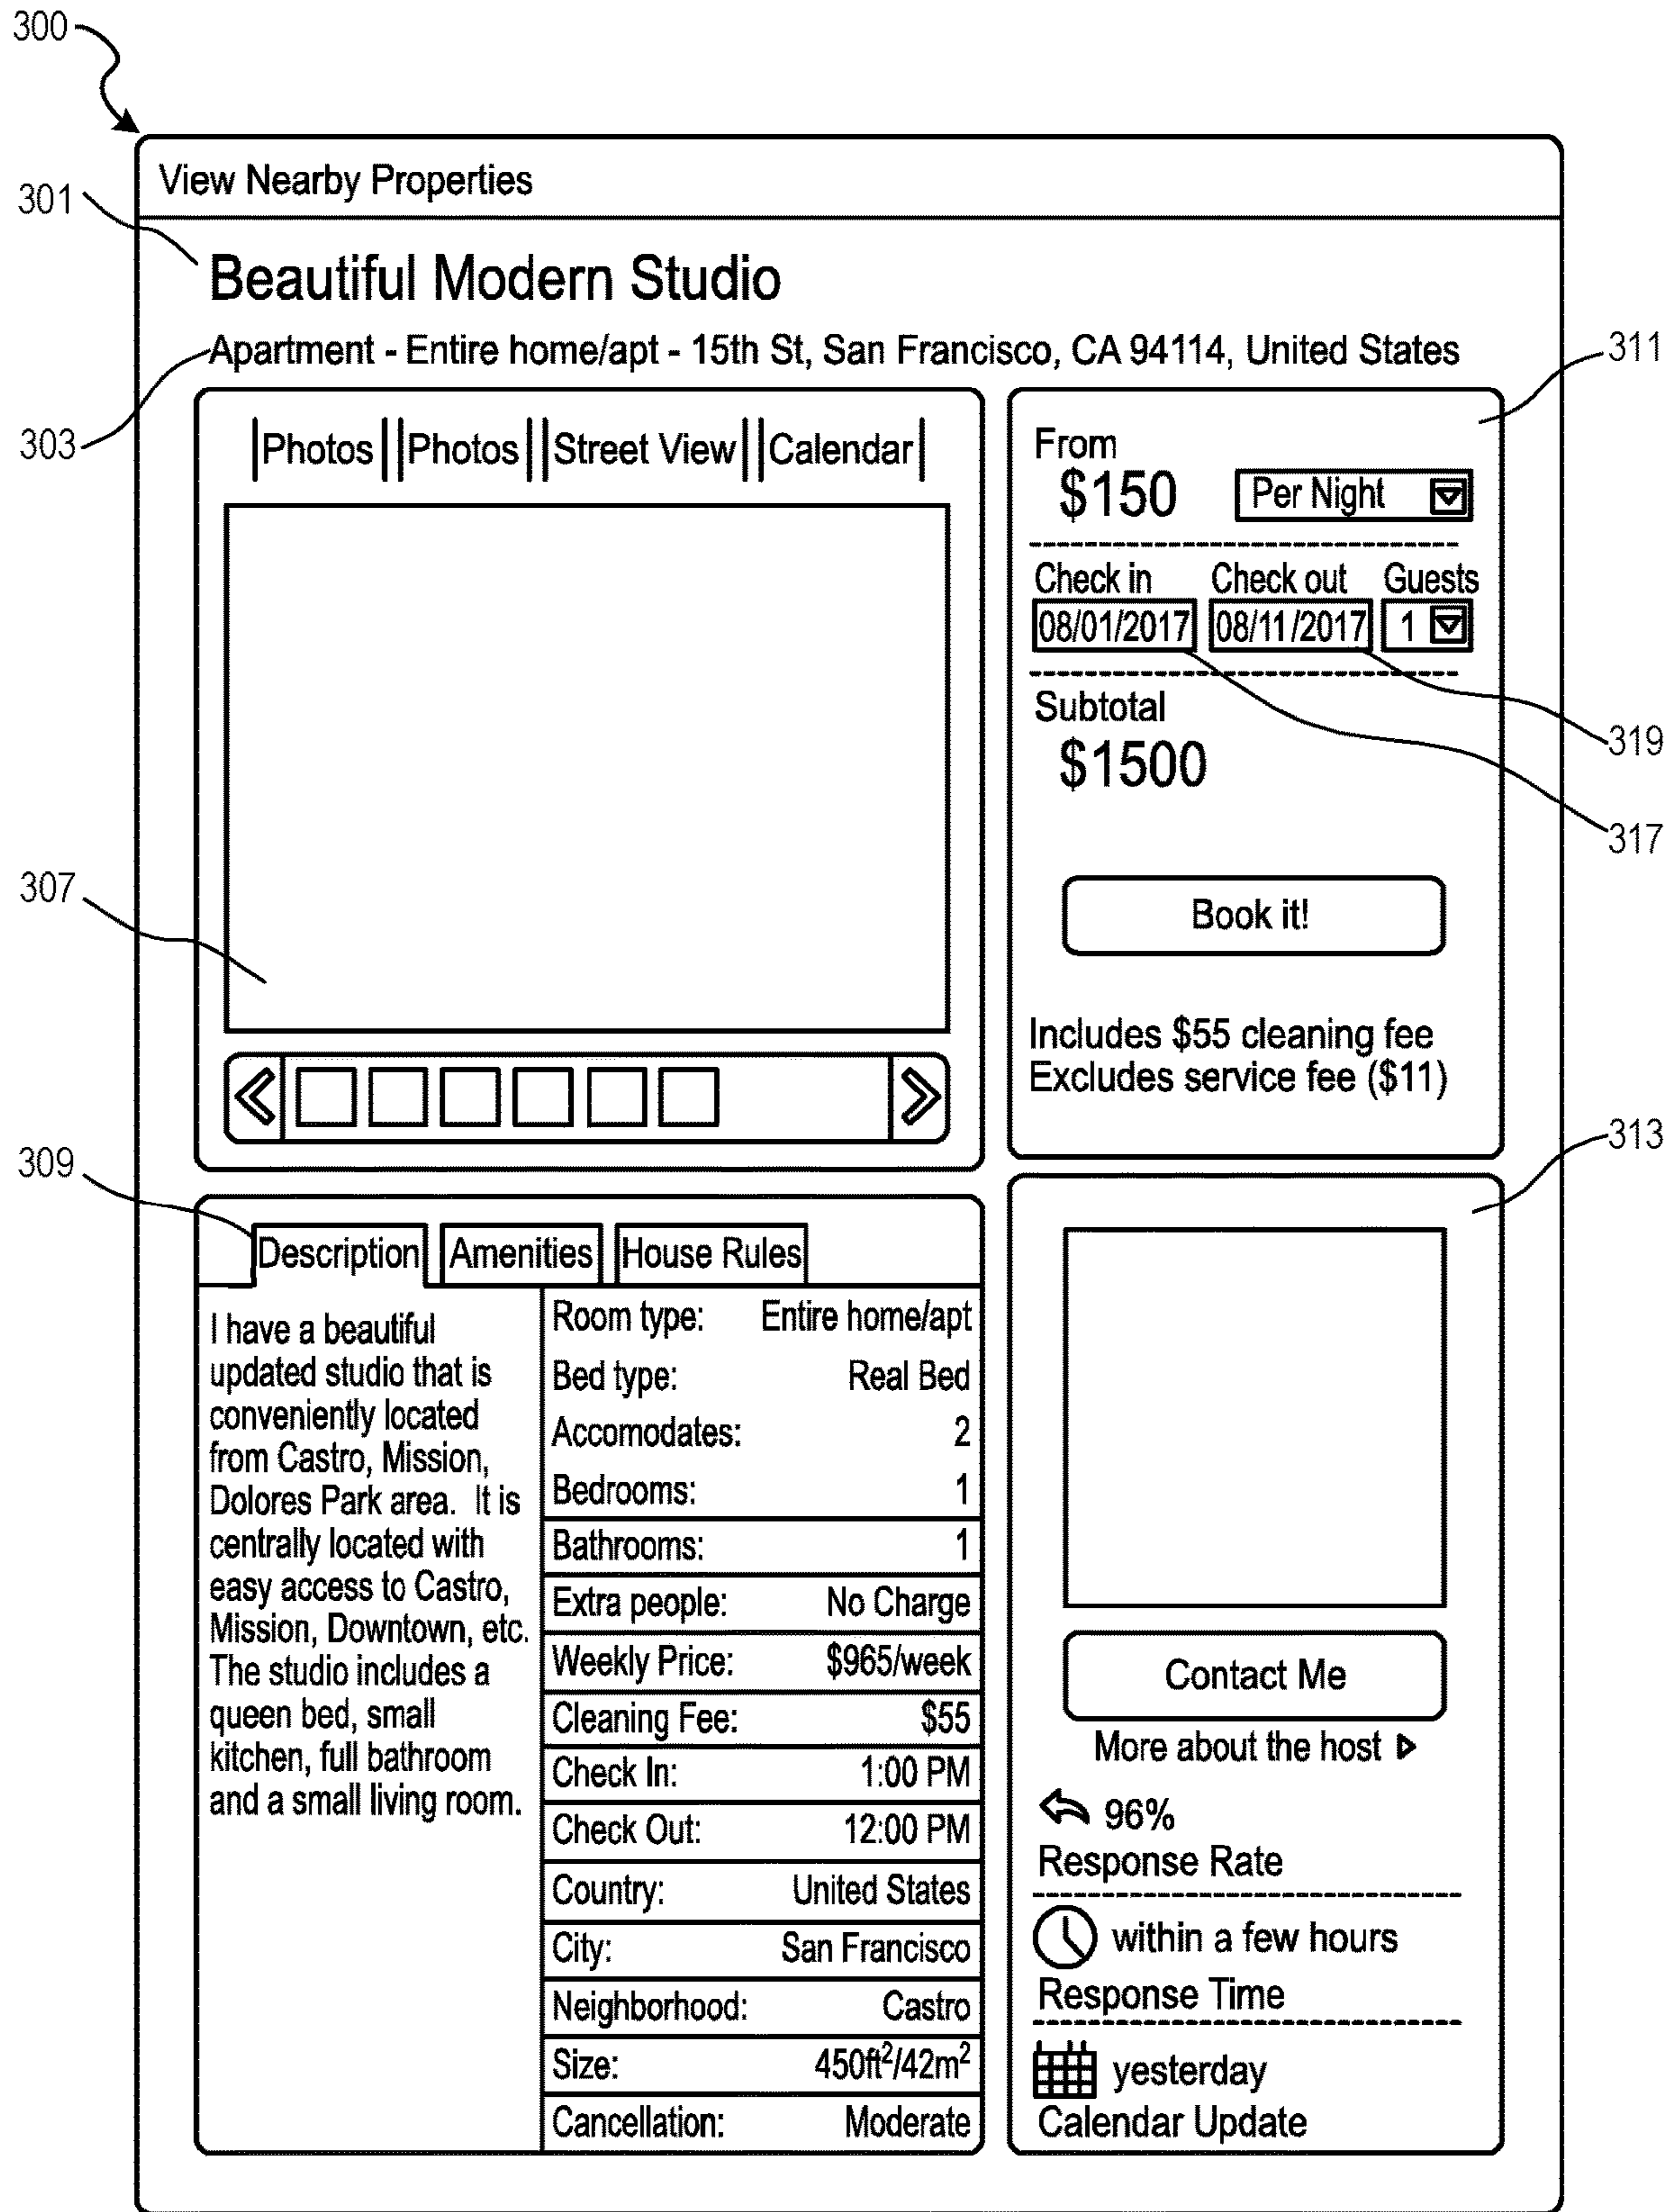 300
View Nearby Properties
301
Beautiful Modern Studio
Apartment - Entire home/apt - 15th St, San Francisco, CA 94114, United States
311
303
Photos Photos Street View Calendar
From
$150 Per Night
Check in Check out Guests
08/01/2017 08/11/2017 1
Subtotal
$1500
319
317
307
Book it!
Includes $55 cleaning fee
Excludes service fee ($11)
309
313
Description Amenities House Rules
I have a beautiful
updated studio that is
conveniently located
from Castro, Mission,
Dolores Park area. It is
centrally located with
easy access to Castro,
Mission, Downtown, etc.
The studio includes a
queen bed, small
kitchen, full bathroom
and a small living room.
Room type: Entire home/apt
Bed type: Real Bed
Accomodates: 2
Bedrooms: 1
Bathrooms: 1
Extra people: No Charge
Weekly Price: $965/week
Cleaning Fee: $55
Check In: 1:00 PM
Check Out: 12:00 PM
Country: United States
City: San Francisco
Neighborhood: Castro
Size: 450ft²/42m²
Cancellation: Moderate
Contact Me
More about the host
96%
Response Rate
within a few hours
Response Time
yesterday
Calendar Update